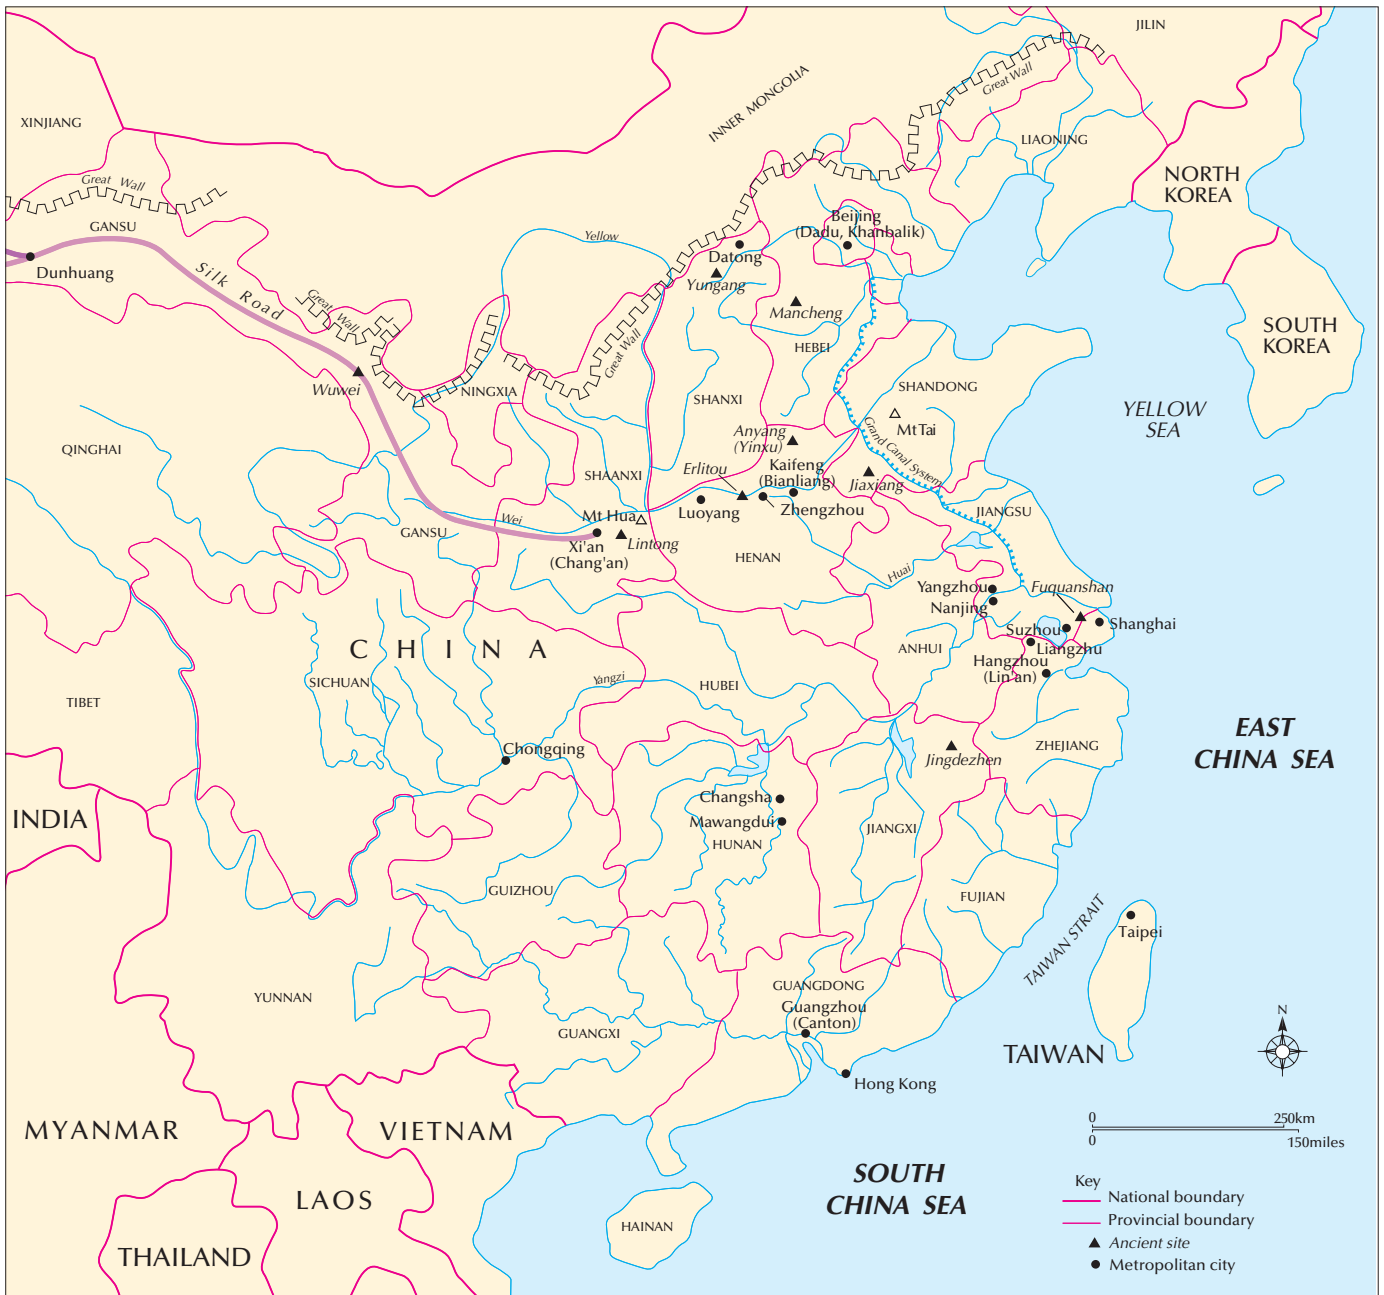 JILIN
XINJIANG
INNER MONGOLIA
Great Wall
LIAONING
NORTH
KOREA
Great Wall
GANSU
Beijing
(Dadu, Khanbalik)
Yellow
Datong
Dunhuang
Silk Road
Yungang
Great Wall
Mancheng
SOUTH
KOREA
Great Wall
HEBEI
Wuwei
NINGXIA
SHANXI
SHANDONG
YELLOW
SEA
Mt Tai
Grand Canal System
Anyang
(Yinxu)
QINGHAI
Erlitou
Kaifeng
(Bianliang)
SHAANXI
Jiaxiang
Luoyang
Zhengzhou
JIANGSU
Mt Hua
Wei
GANSU
Lintong
Xi'an
(Chang'an)
HENAN
Huai
Yangzhou
Fuquanshan
Nanjing
Shanghai
Suzhou
CHINA
ANHUI
Liangzhu
Hangzhou
(Lin'an)
SICHUAN
Yangzi
HUBEI
TIBET
EAST
CHINA SEA
Chongqing
ZHEJIANG
Jingdezhen
Changsha
INDIA
Mawangdui
JIANGXI
HUNAN
GUIZHOU
FUJIAN
TAIWAN STRAIT
Taipei
GUANGDONG
YUNNAN
Guangzhou
(Canton)
N
GUANGXI
TAIWAN
Hong Kong
0 250km
0 150miles
MYANMAR
VIETNAM
SOUTH
CHINA SEA
LAOS
HAINAN
THAILAND
Key
National boundary
Provincial boundary
Ancient site
Metropolitan city